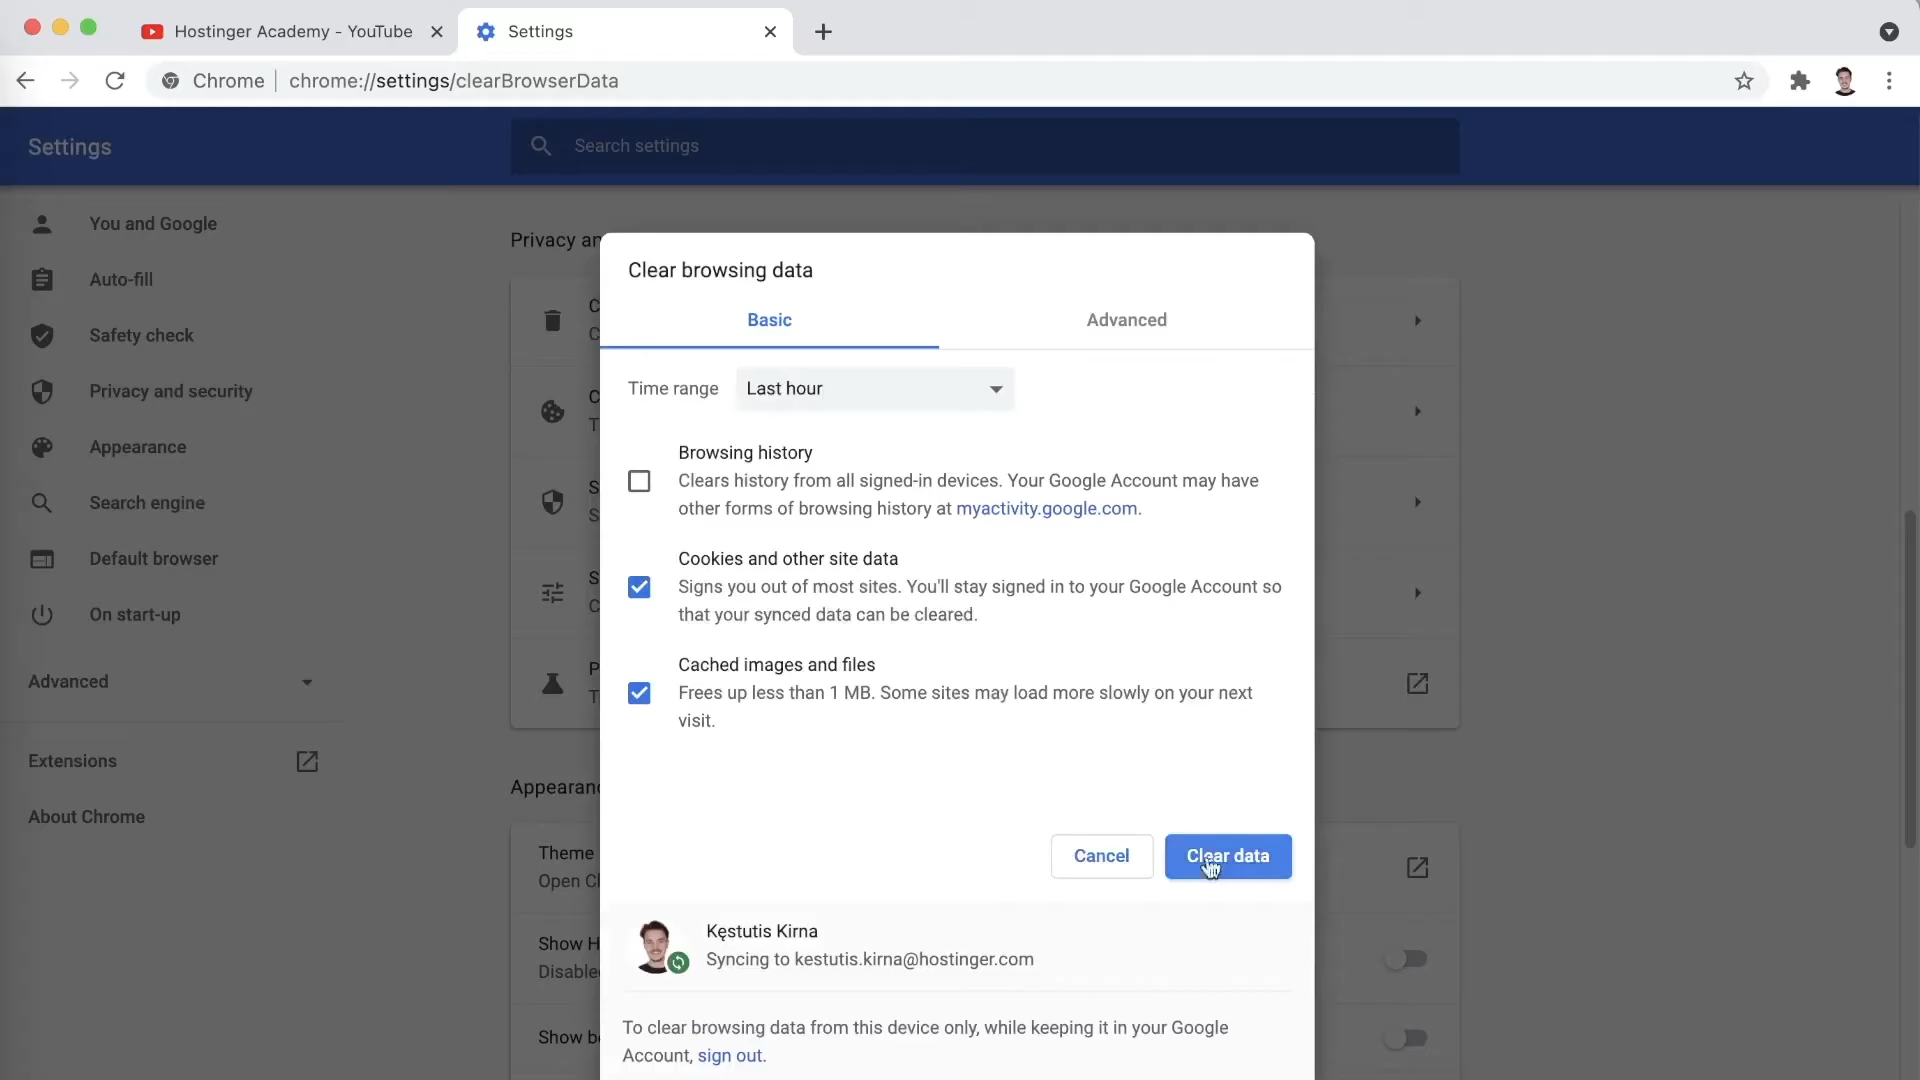 Hostinger Academy - YouTube
Settings
Chrome
chrome://settings/clearBrowserData
Settings
Search settings
You and Google
Auto-fill
Safety check
Privacy and security
Appearance
Search engine
Default browser
On start-up
Advanced
Extensions
About Chrome
Privacy an
Clear browsing data
Basic
Advanced
Time range
Last hour
Browsing history
Clears history from all signed-in devices. Your Google Account may have
other forms of browsing history at myactivity.google.com.
Cookies and other site data
Signs you out of most sites. You'll stay signed in to your Google Account so
that your synced data can be cleared.
Cached images and files
Frees up less than 1 MB. Some sites may load more slowly on your next
visit.
Cancel
Clear data
Kęstutis Kirna
Syncing to kestutis.kirna@hostinger.com
To clear browsing data from this device only, while keeping it in your Google
Account, sign out.
C
C
C
T
S
S
S
C
P
T
Appearanc
Theme
Open Cl
Show H
Disable
Show b